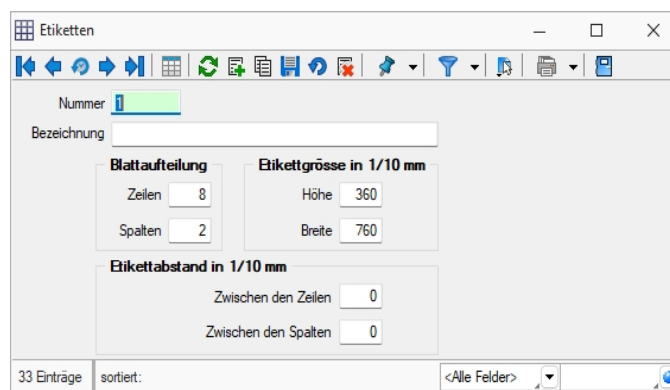 Etiketten
Nummer 1
Bezeichnung
Blattaufteilung
Etikettgrösse in 1/10 mm
Zeilen 8
Höhe 360
Spalten 2
Breite 760
Etikettabstand in 1/10 mm
Zwischen den Zeilen 0
Zwischen den Spalten 0
33 Einträge sortiert: <Alle Felder>